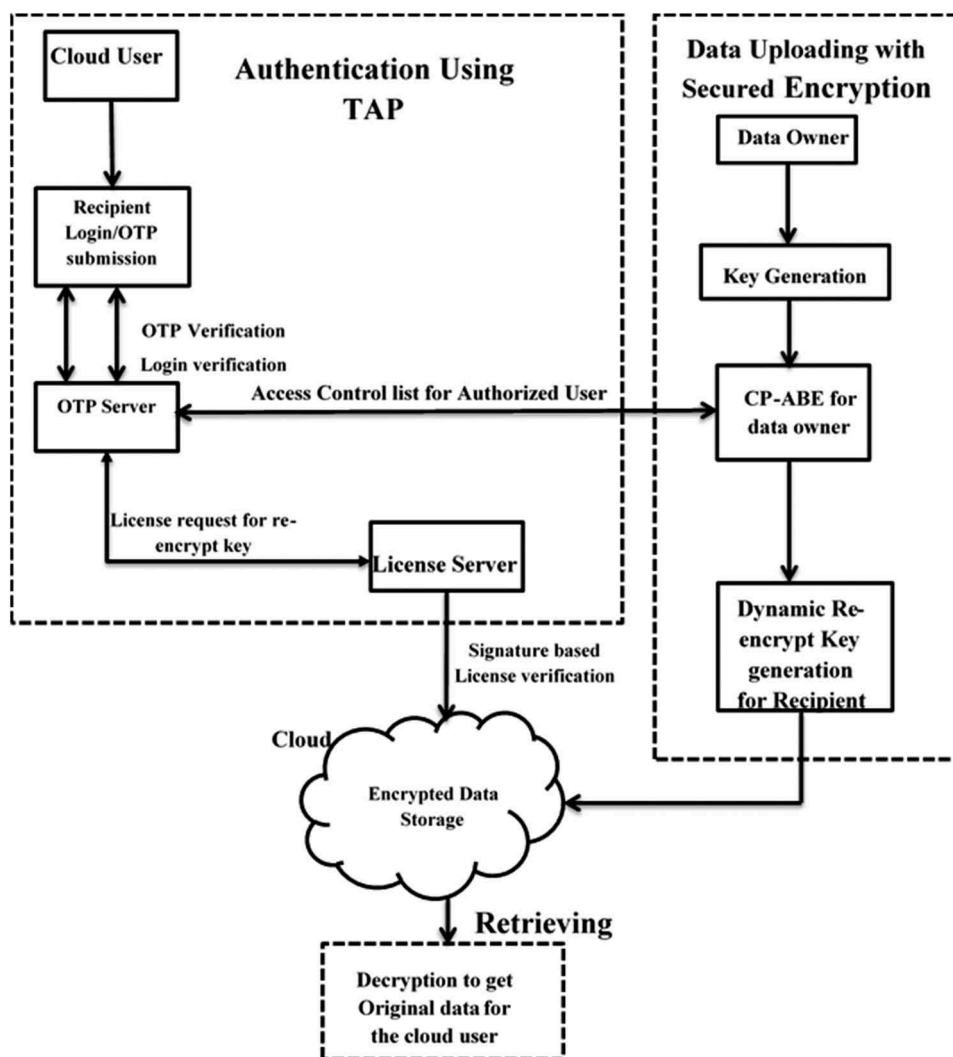 Cloud User
Authentication Using
TAP
Recipient
Login/OTP
submission
OTP Verification
Login verification
OTP Server
Access Control list for Authorized User
License request for re-
encrypt key
License Server
Signature based
License verification
Data Uploading with
Secured Encryption
Data Owner
Key Generation
CP-ABE for
data owner
Dynamic Re-
encrypt Key
generation
for Recipient
Cloud
Encrypted Data
Storage
Retrieving
Decryption to get
Original data for
the cloud user